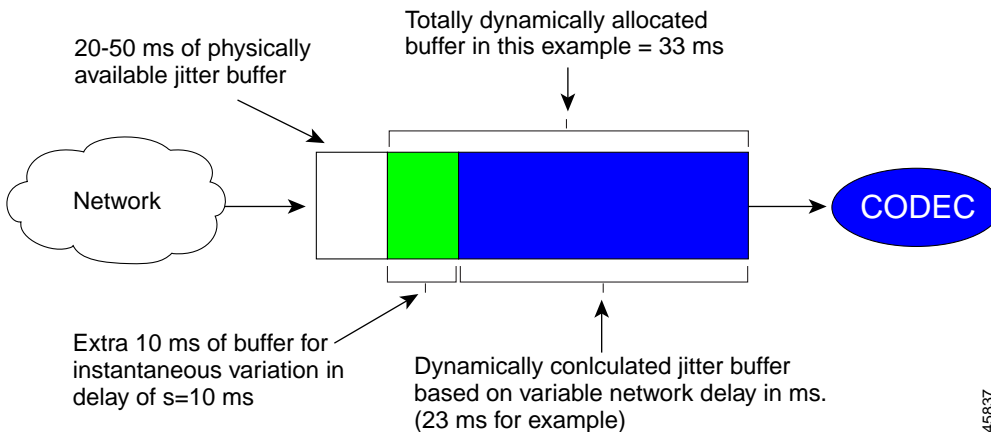 20-50 ms of physically
available jitter buffer
Totally dynamically allocated
buffer in this example = 33 ms
Network
CODEC
Extra 10 ms of buffer for
instantaneous variation in
delay of s=10 ms
Dynamically conlculated jitter buffer
based on variable network delay in ms.
(23 ms for example)
45837